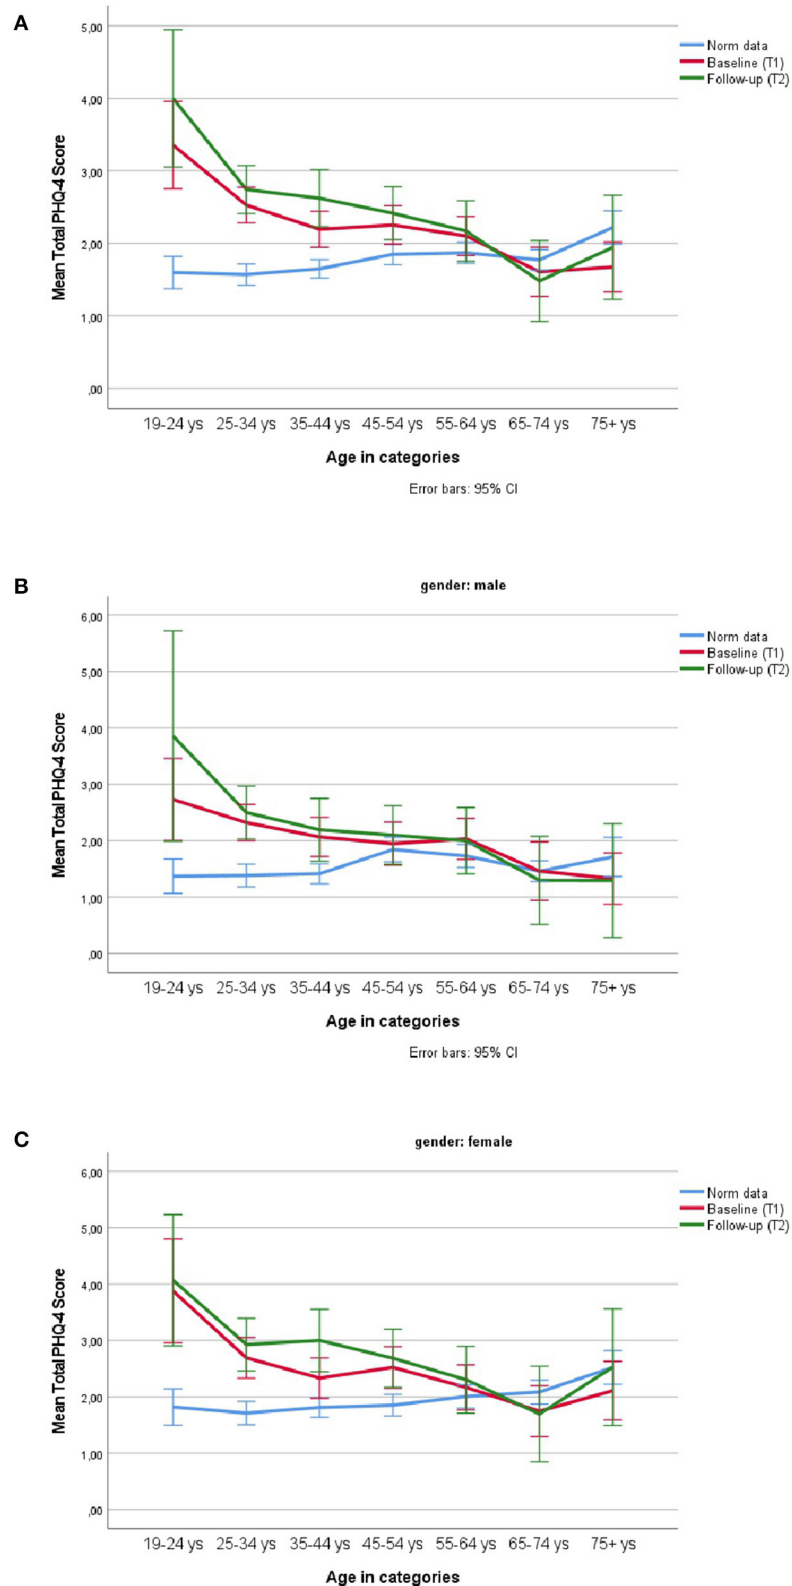 A
5,00
4,00
3,00
2,00
1,00
,00
Mean Total PHQ-4 Score
Norm data
Baseline (T1)
Follow-up (T2)
19-24 ys 25-34 ys 35-44 ys 45-54 ys 55-64 ys 65-74 ys 75+ ys
Age in categories
Error bars: 95% CI
B
gender: male
6,00
5,00
4,00
3,00
2,00
1,00
,00
Mean Total PHQ-4 Score
Norm data
Baseline (T1)
Follow-up (T2)
19-24 ys 25-34 ys 35-44 ys 45-54 ys 55-64 ys 65-74 ys 75+ ys
Age in categories
Error bars: 95% CI
C
gender: female
6,00
5,00
4,00
3,00
2,00
1,00
,00
Mean Total PHQ-4 Score
Norm data
Baseline (T1)
Follow-up (T2)
19-24 ys 25-34 ys 35-44 ys 45-54 ys 55-64 ys 65-74 ys 75+ ys
Age in categories